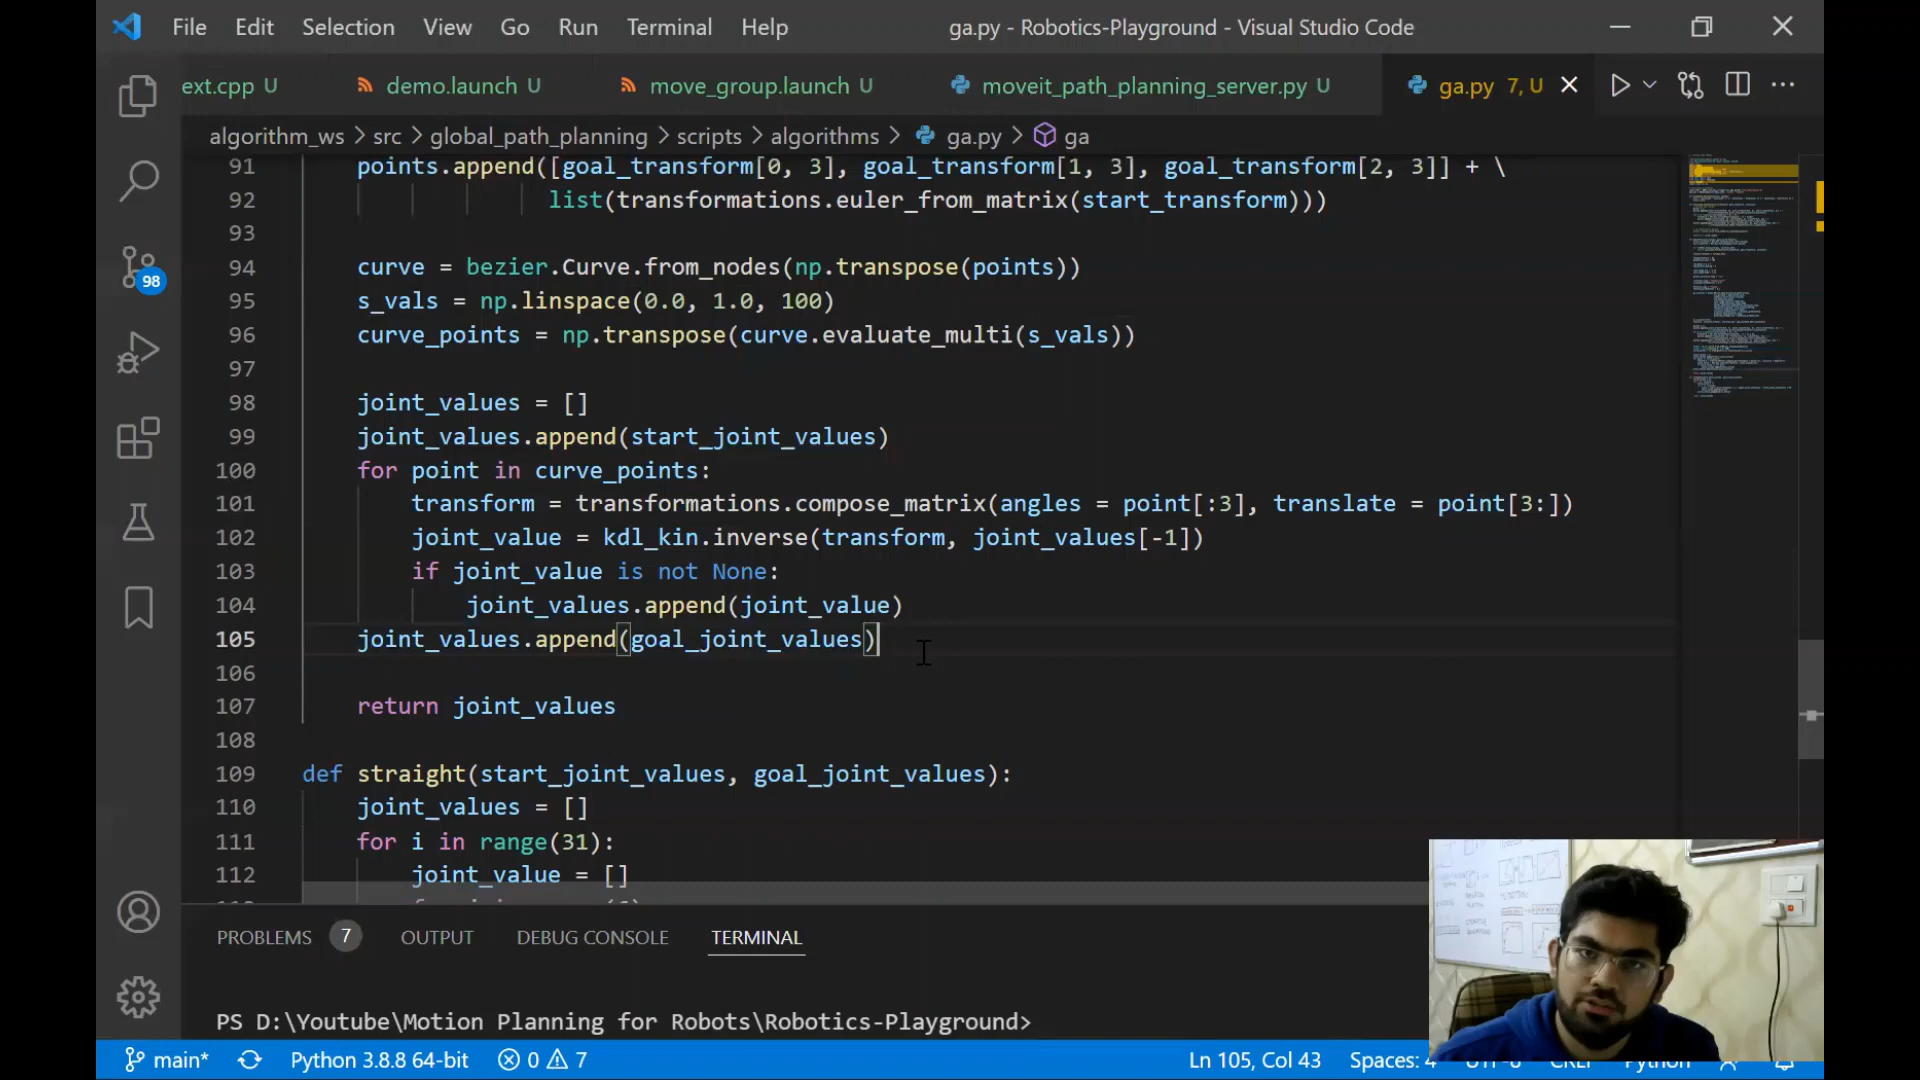 File Edit Selection View Go Run Terminal Help ga.py - Robotics-Playground - Visual Studio Code
ext.cpp U demo.launch U move_group.launch U moveit_path_planning_server.py U ga.py 7, U
algorithm_ws > src > global_path_planning > scripts > algorithms > ga.py > ga
91 points.append([goal_transform[0, 3], goal_transform[1, 3], goal_transform[2, 3]] + \
92 list(transformations.euler_from_matrix(start_transform)))
93
94 curve = bezier.Curve.from_nodes(np.transpose(points))
95 s_vals = np.linspace(0.0, 1.0, 100)
96 curve_points = np.transpose(curve.evaluate_multi(s_vals))
97
98 joint_values = []
99 joint_values.append(start_joint_values)
100 for point in curve_points:
101 transform = transformations.compose_matrix(angles = point[:3], translate = point[3:])
102 joint_value = kdl_kin.inverse(transform, joint_values[-1])
103 if joint_value is not None:
104 joint_values.append(joint_value)
105 joint_values.append(goal_joint_values)
106
107 return joint_values
108
109 def straight(start_joint_values, goal_joint_values):
110 joint_values = []
111 for i in range(31):
112 joint_value = []
98
PROBLEMS 7 OUTPUT DEBUG CONSOLE TERMINAL
PS D:\Youtube\Motion Planning for Robots\Robotics-Playground>
main* Python 3.8.8 64-bit 0 7 Ln 105, Col 43 Spaces: 4